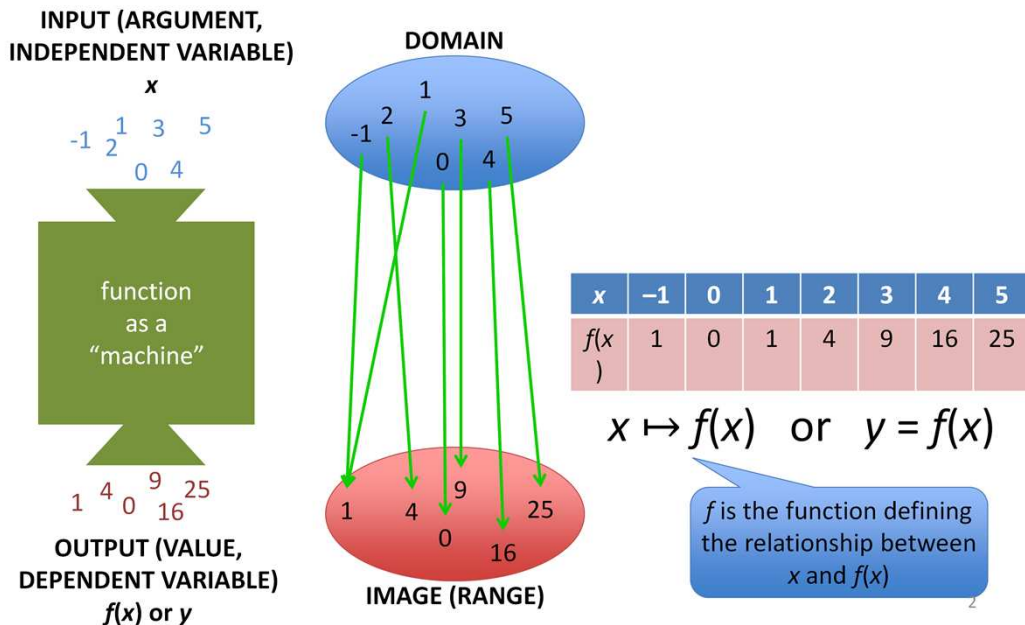 INPUT (ARGUMENT,
INDEPENDENT VARIABLE)
x
-1 1 3 5
2
0 4
function
as a
“machine”
1 4 0 9 16 25
OUTPUT (VALUE,
DEPENDENT VARIABLE)
f(x) or y
DOMAIN
1
2 3 5
-1
0 4
9
1 4 25
0
16
IMAGE (RANGE)
x –1 0 1 2 3 4 5
f(x 1 0 1 4 9 16 25
)
x ↦ f(x) or y = f(x)
f is the function defining
the relationship between
x and f(x)
2